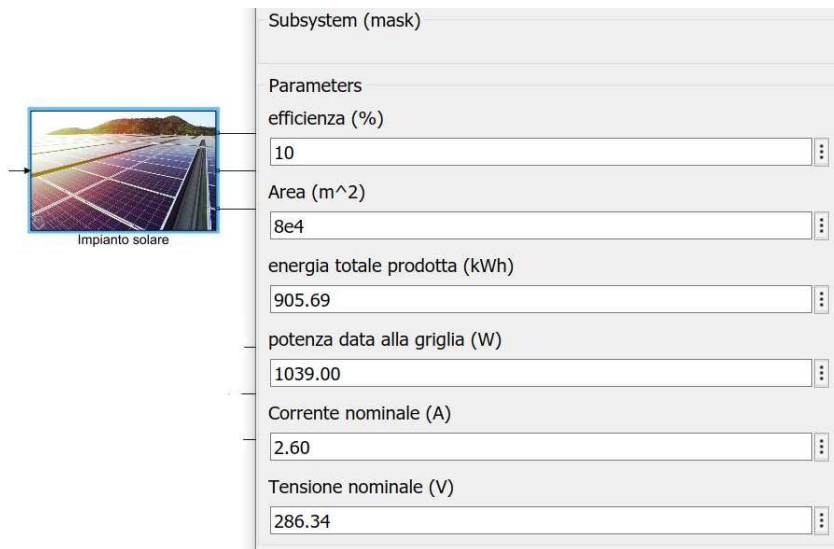 Subsystem (mask)
Parameters
efficienza (%)
10
Area (m^2)
8e4
energia totale prodotta (kWh)
905.69
potenza data alla griglia (W)
1039.00
Corrente nominale (A)
2.60
Tensione nominale (V)
286.34
Impianto solare